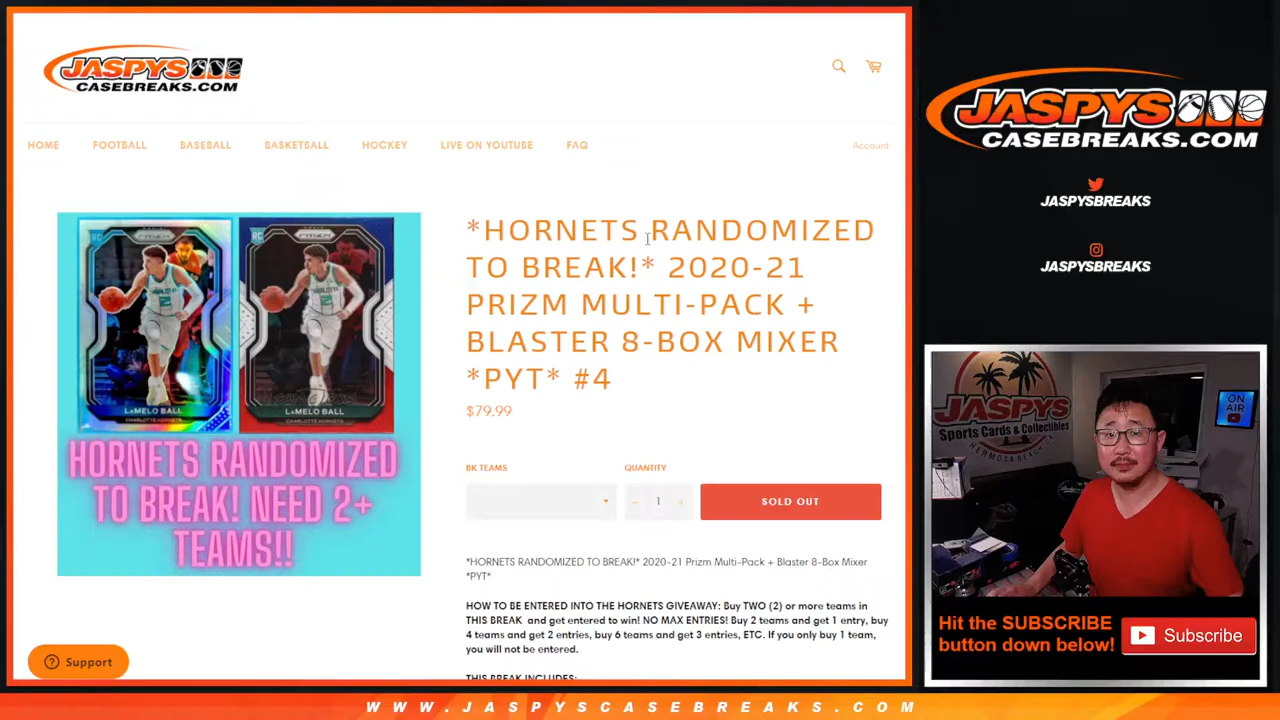 JASPYS
CASEBREAKS.COM
HOME FOOTBALL BASEBALL BASKETBALL HOCKEY LIVE ON YOUTUBE FAQ Account
RC PRIZM
LaMELO BALL
CHARLOTTE HORNETS
RC PRIZM
LaMELO BALL
CHARLOTTE HORNETS
HORNETS RANDOMIZED
TO BREAK! NEED 2+
TEAMS!!
*HORNETS RANDOMIZED
TO BREAK!* 2020-21
PRIZM MULTI-PACK +
BLASTER 8-BOX MIXER
*PYT* #4
$79.99
BK TEAMS QUANTITY
− 1 + SOLD OUT
*HORNETS RANDOMIZED TO BREAK!* 2020-21 Prizm Multi-Pack + Blaster 8-Box Mixer
*PYT*
HOW TO BE ENTERED INTO THE HORNETS GIVEAWAY: Buy TWO (2) or more teams in
THIS BREAK and get entered to win! NO MAX ENTRIES! Buy 2 teams and get 1 entry, buy
4 teams and get 2 entries, buy 6 teams and get 3 entries, ETC. If you only buy 1 team,
you will not be entered.
THIS BREAK INCLUDES:
Support
JASPYS
CASEBREAKS.COM
JASPYSBREAKS
JASPYSBREAKS
JASPYS
Sports Cards & Collectibles
HERMOSA BEACH
ON
AIR
Hit the SUBSCRIBE
button down below!
Subscribe
WWW.JASPYSCASEBREAKS.COM